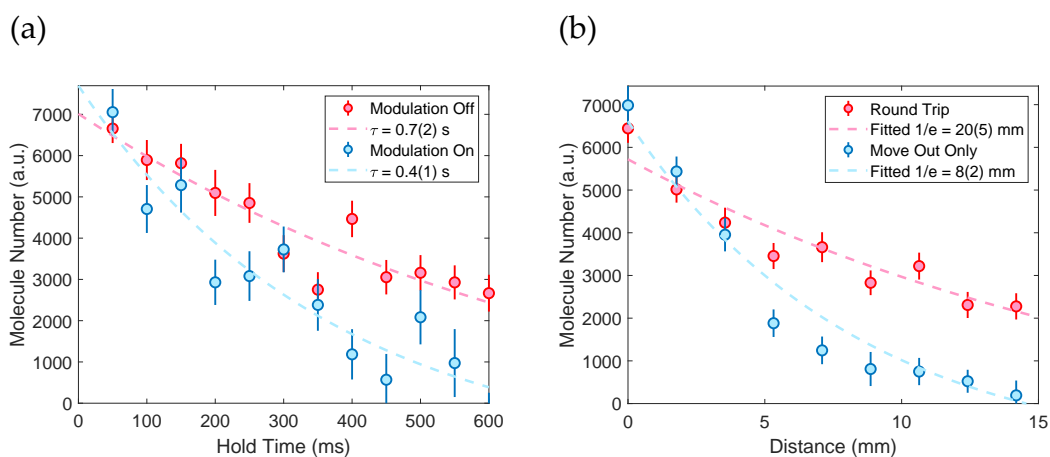 (a)
Molecule Number (a.u.)
7000
6000
5000
4000
3000
2000
1000
0
0 100 200 300 400 500 600
Hold Time (ms)
Modulation Off
τ = 0.7(2) s
Modulation On
τ = 0.4(1) s
(b)
Molecule Number (a.u.)
7000
6000
5000
4000
3000
2000
1000
0
0 5 10 15
Distance (mm)
Round Trip
Fitted 1/e = 20(5) mm
Move Out Only
Fitted 1/e = 8(2) mm